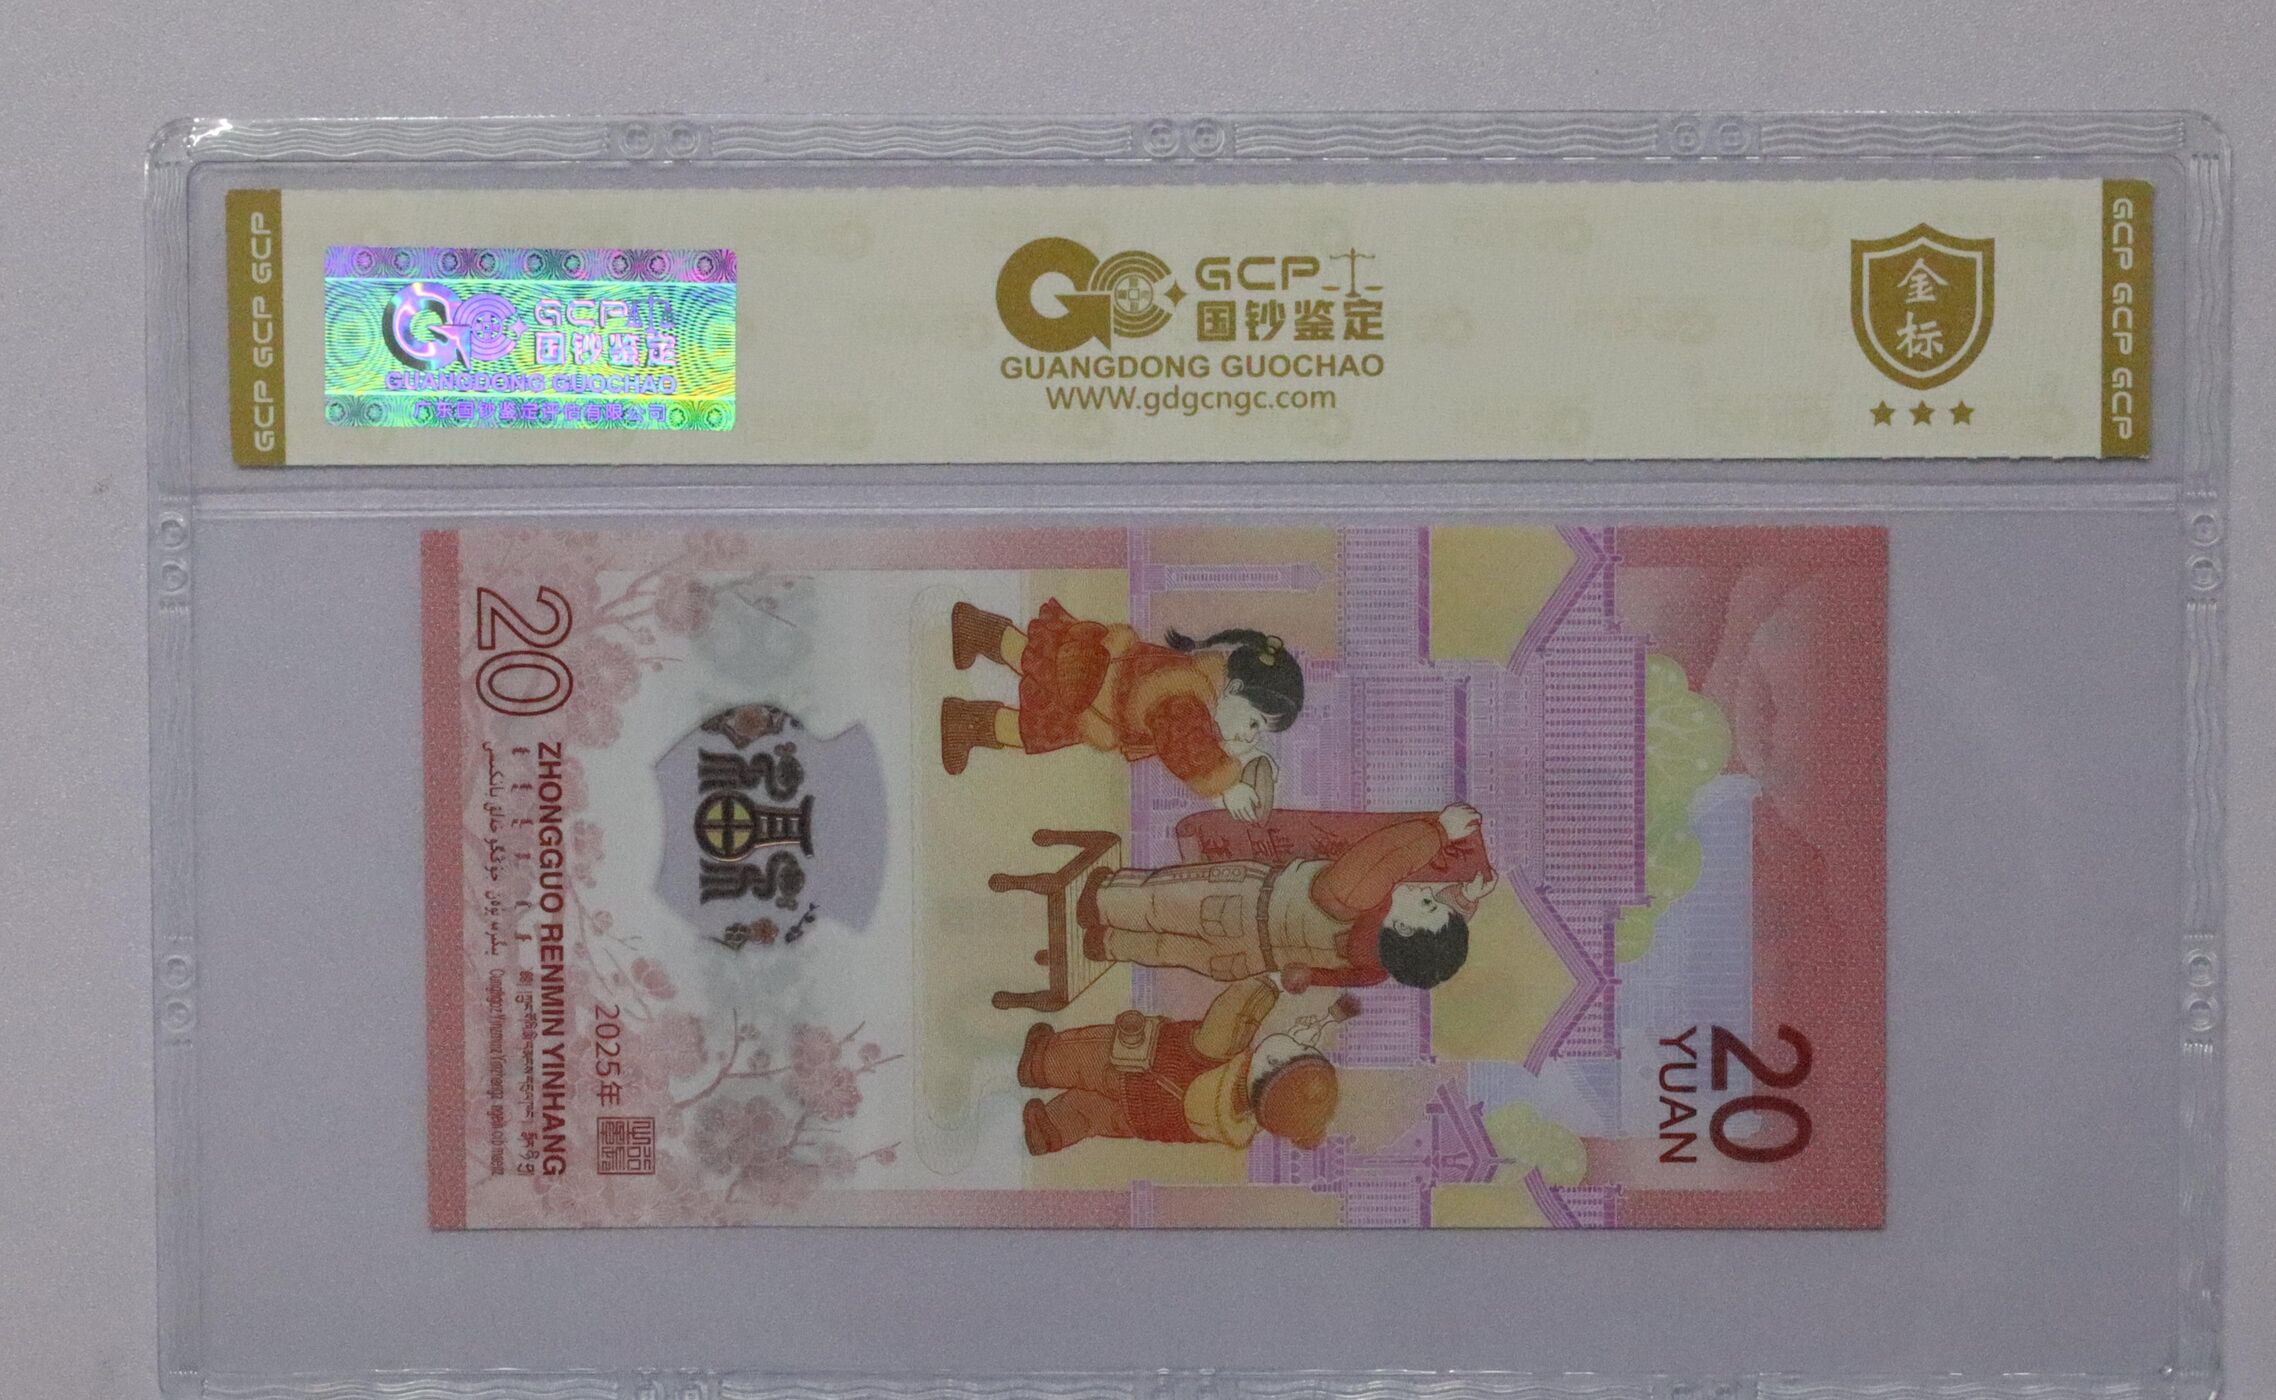 GCP GCP GCP
GCP
国钞鉴定
GUANGDONG GUOCHAO
广东国钞鉴定评估有限公司
GCP
国钞鉴定
GUANGDONG GUOCHAO
WWW.gdgcngc.com
金
标
GCP GCP GCP
20
YUAN
20
ZHONGGUO RENMIN YINHANG
2025年